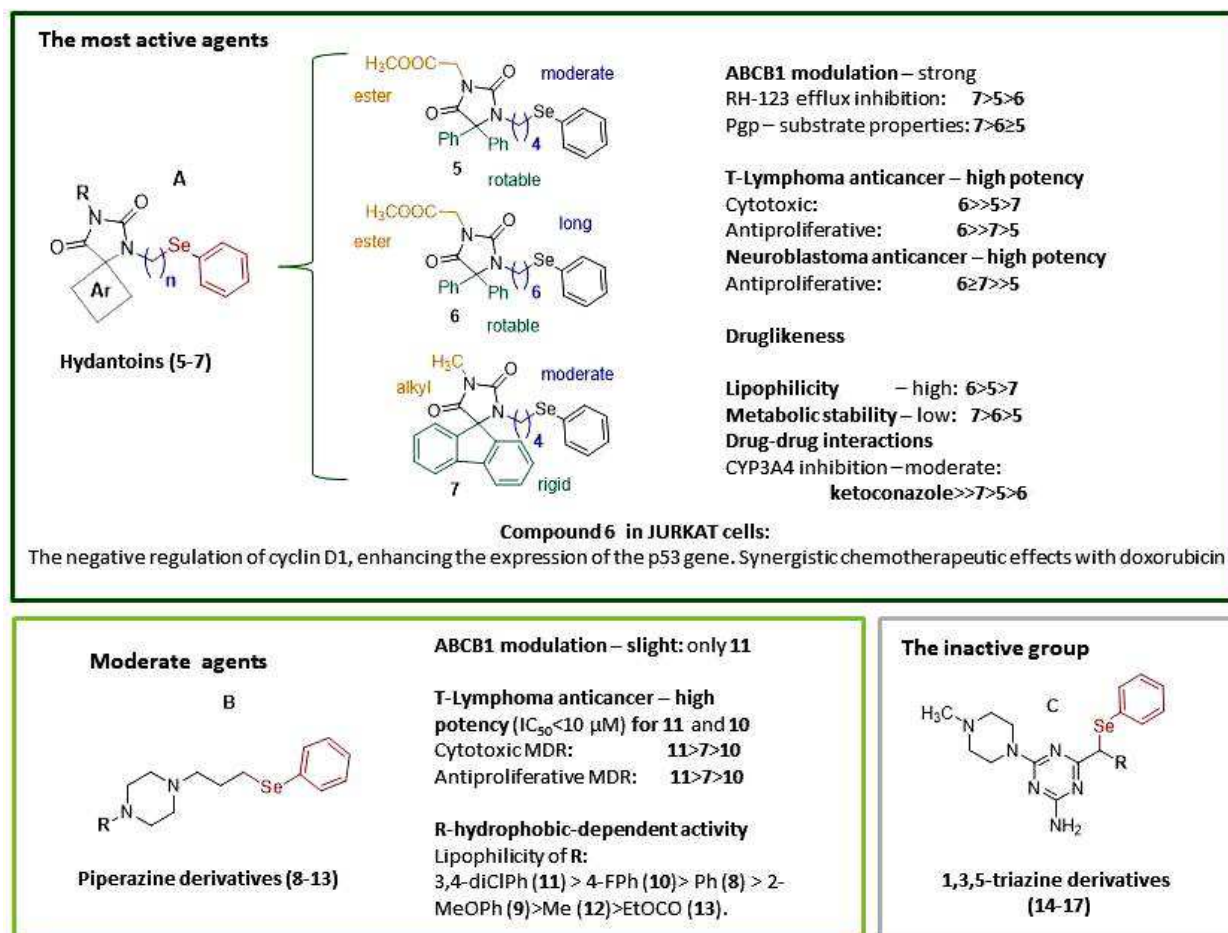 The most active agents
A
R
N
O
O
N
Se
n
Ar
Hydantoins (5-7)
H₃COOC
ester
N
O
O
N
moderate
Se
4
Ph
Ph
5
rotable
H₃COOC
ester
N
O
O
N
long
Se
6
Ph
Ph
6
rotable
H₃C
alkyl
N
O
O
N
moderate
Se
4
7
rigid
ABCB1 modulation – strong
RH-123 efflux inhibition: 7>5>6
Pgp – substrate properties: 7>6≥5
T-Lymphoma anticancer – high potency
Cytotoxic: 6>>5>7
Antiproliferative: 6>>7>5
Neuroblastoma anticancer – high potency
Antiproliferative: 6≥7>>5
Druglikeness
Lipophilicity – high: 6>5>7
Metabolic stability – low: 7>6>5
Drug-drug interactions
CYP3A4 inhibition – moderate:
ketoconazole>>7>5>6
Compound 6 in JURKAT cells:
The negative regulation of cyclin D1, enhancing the expression of the p53 gene. Synergistic chemotherapeutic effects with doxorubicin
Moderate agents
B
N
Se
N
R
Piperazine derivatives (8-13)
ABCB1 modulation – slight: only 11
T-Lymphoma anticancer – high
potency (IC₅₀<10 µM) for 11 and 10
Cytotoxic MDR: 11>7>10
Antiproliferative MDR: 11>7>10
R-hydrophobic-dependent activity
Lipophilicity of R:
3,4-diClPh (11) > 4-FPh (10)> Ph (8) > 2-
MeOPh (9)>Me (12)>EtOCO (13).
The inactive group
C
H₃C
N
N
Se
R
N
N
N
NH₂
1,3,5-triazine derivatives
(14-17)